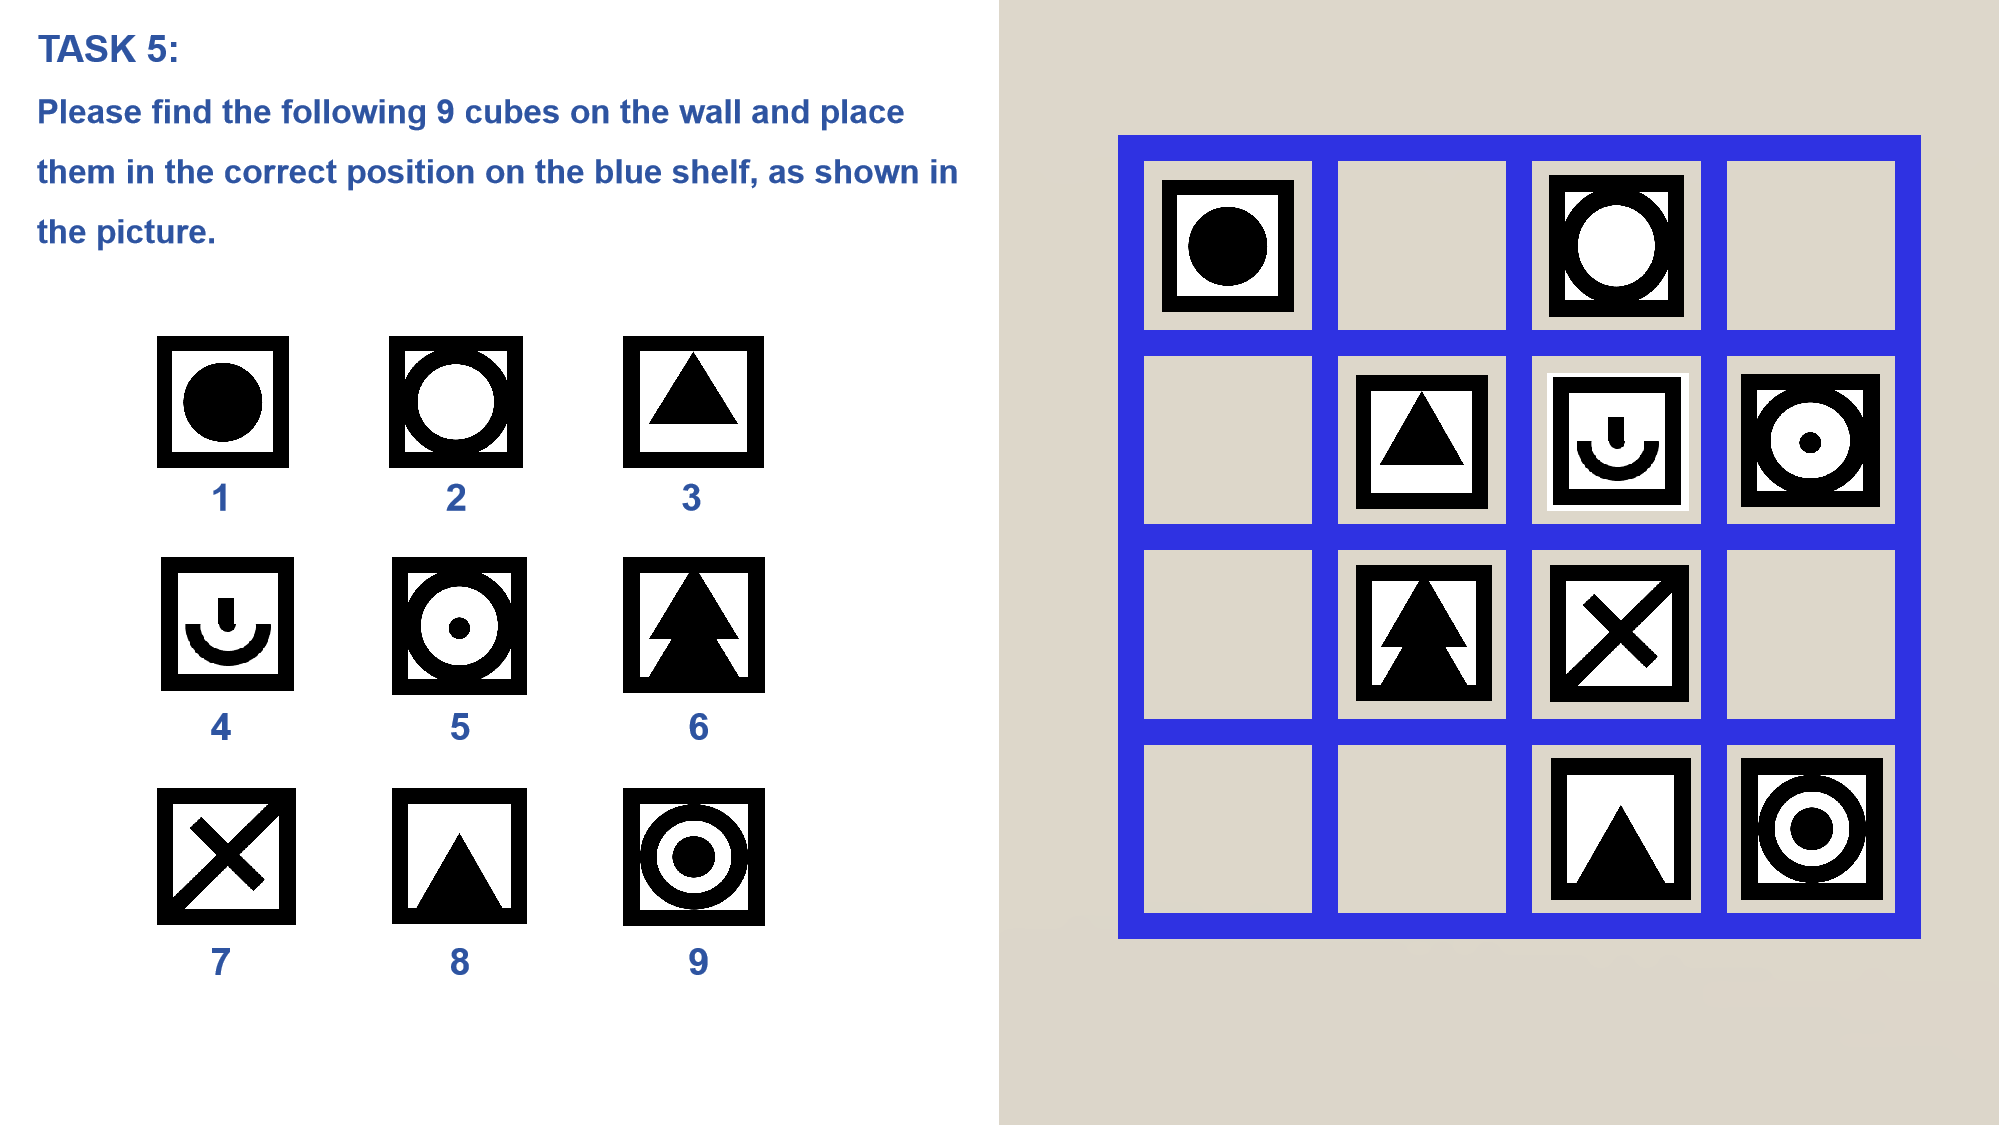 TASK 5:
Please find the following 9 cubes on the wall and place
them in the correct position on the blue shelf, as shown in
the picture.
1
2
3
4
5
6
7
8
9